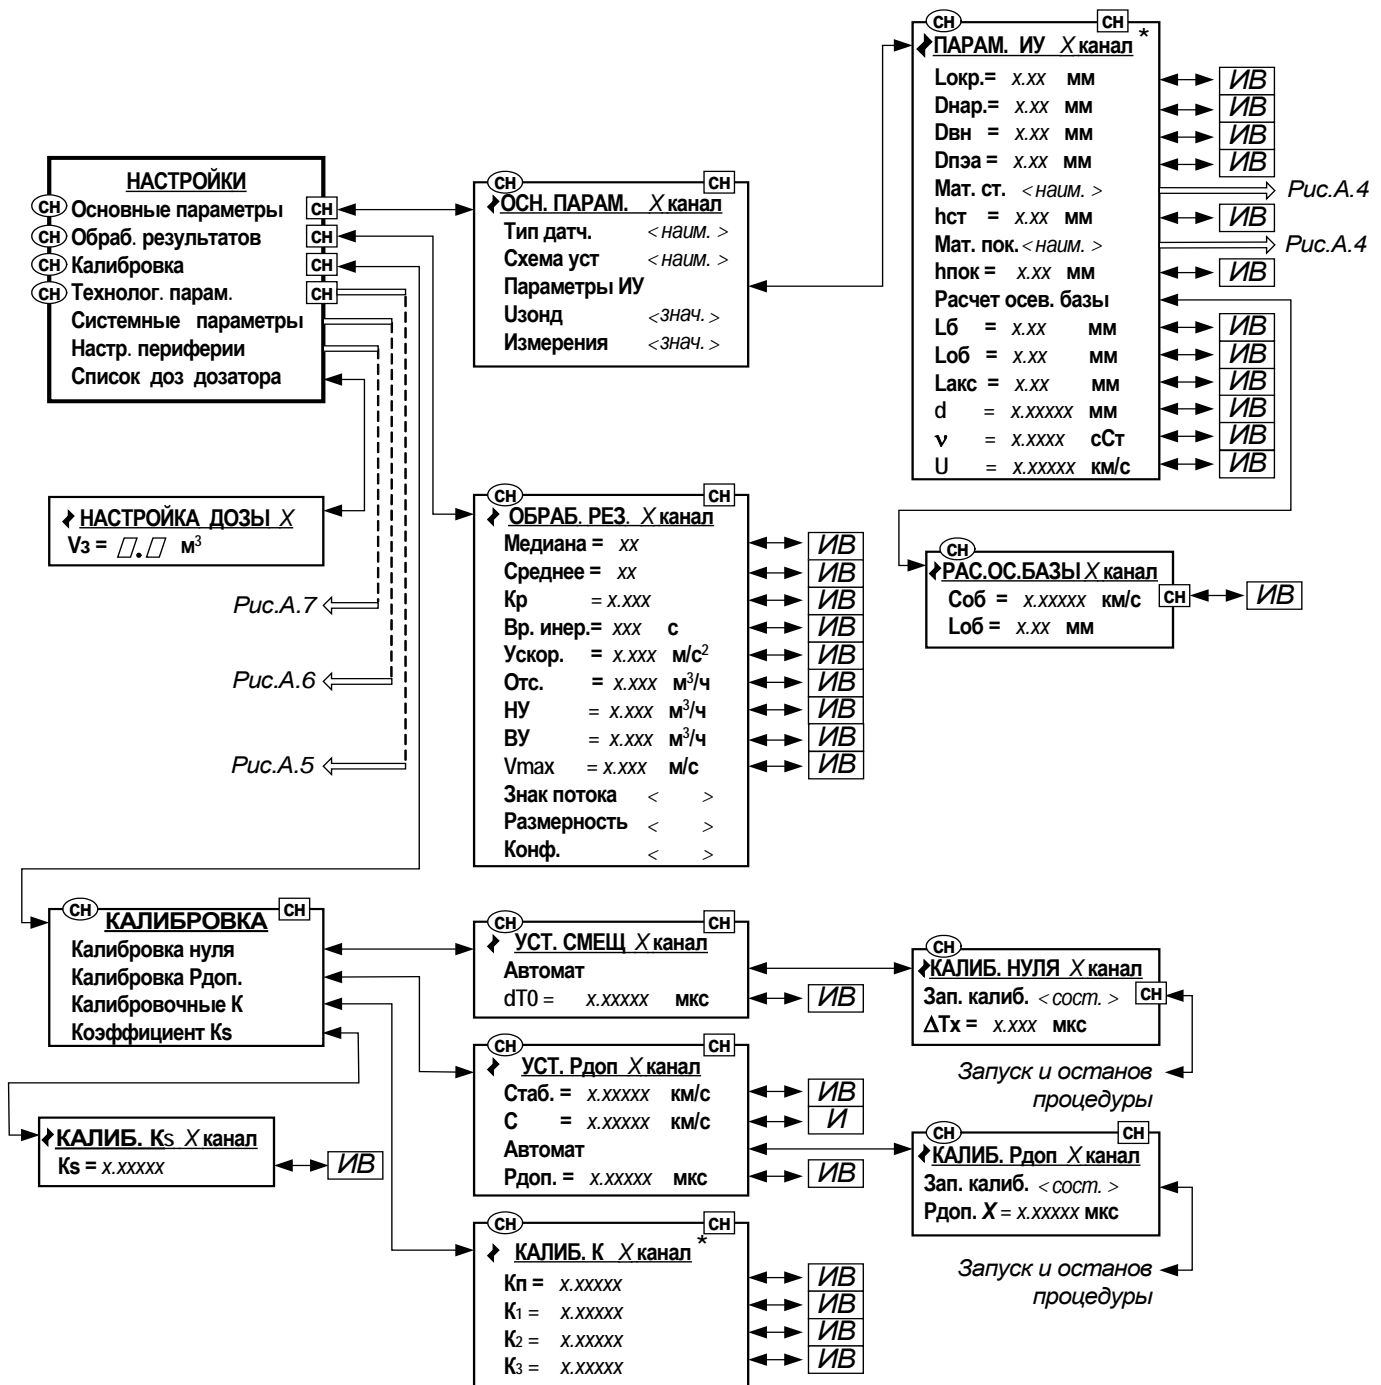 НАСТРОЙКИ
СН Основные параметры СН
СН Обраб. результатов СН
СН Калибровка СН
СН Технолог. парам. СН
Системные параметры
Настр. периферии
Список доз дозатора
НАСТРОЙКА ДОЗЫ X
Vз = . м³
Рис.А.7
Рис.А.6
Рис.А.5
СН СН
ОСН. ПАРАМ. X канал
Тип датч. <наим. >
Схема уст <наим. >
Параметры ИУ
Uзонд <знач. >
Измерения <знач. >
СН СН
ПАРАМ. ИУ X канал *
Lокр.= x.xx мм ИВ
Dнар.= x.xx мм ИВ
Dвн = x.xx мм ИВ
Dпэа = x.xx мм ИВ
Мат. ст. <наим. > Рис.А.4
hст = x.xx мм ИВ
Мат. пок. <наим. > Рис.А.4
hпок = x.xx мм ИВ
Расчет осев. базы
Lб = x.xx мм ИВ
Lоб = x.xx мм ИВ
Lакс = x.xx мм ИВ
d = x.xxxxx мм ИВ
ν = x.xxxx сСт ИВ
U = x.xxxxx км/с ИВ
СН
РАС.ОС.БАЗЫ X канал
Соб = x.xxxxx км/с СН ИВ
Lоб = x.xx мм
СН СН
ОБРАБ. РЕЗ. X канал
Медиана = xx ИВ
Среднее = xx ИВ
Кр = x.xxx ИВ
Вр. инер.= xxx с ИВ
Ускор. = x.xxx м/с² ИВ
Отс. = x.xxx м³/ч ИВ
НУ = x.xxx м³/ч ИВ
ВУ = x.xxx м³/ч ИВ
Vmax = x.xxx м/с ИВ
Знак потока < >
Размерность < >
Конф. < >
СН СН
КАЛИБРОВКА
Калибровка нуля
Калибровка Рдоп.
Калибровочные К
Коэффициент Ks
КАЛИБ. Ks X канал
Ks = x.xxxxx ИВ
СН СН
УСТ. СМЕЩ X канал
Автомат
dT0 = x.xxxxx мкс ИВ
СН
КАЛИБ. НУЛЯ X канал
Зап. калиб. <сост. > СН
ΔТх = x.xxx мкс
Запуск и останов
процедуры
СН СН
УСТ. Рдоп X канал
Стаб. = x.xxxxx км/с ИВ
С = x.xxxxx км/с И
Автомат
Рдоп. = x.xxxxx мкс ИВ
СН СН
КАЛИБ. Рдоп X канал
Зап. калиб. <сост. >
Рдоп. X = x.xxxxx мкс
Запуск и останов
процедуры
СН СН
КАЛИБ. К X канал *
Кп = x.xxxxx ИВ
К1 = x.xxxxx ИВ
К2 = x.xxxxx ИВ
К3 = x.xxxxx ИВ